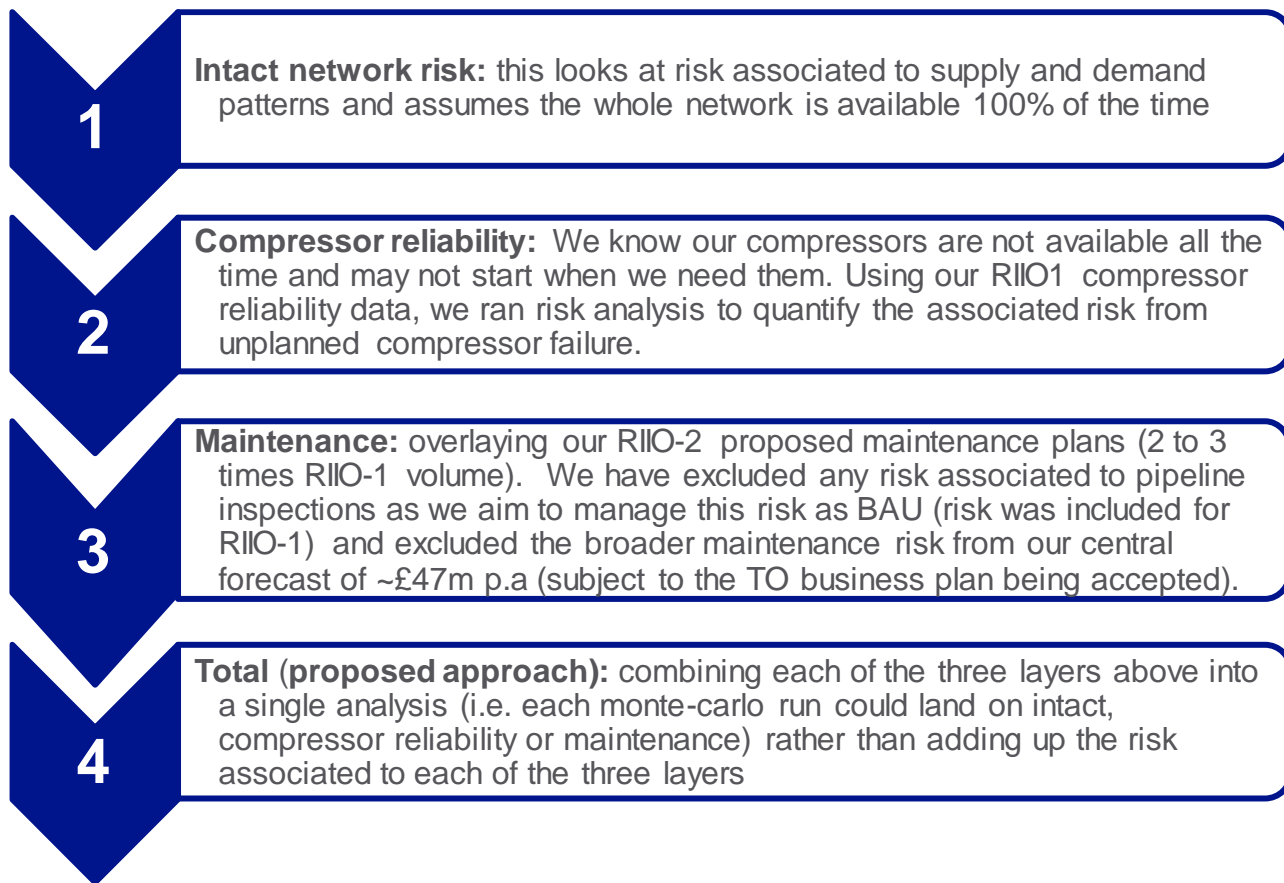 1
Intact network risk: this looks at risk associated to supply and demand
patterns and assumes the whole network is available 100% of the time
2
Compressor reliability: We know our compressors are not available all the
time and may not start when we need them. Using our RIIO1 compressor
reliability data, we ran risk analysis to quantify the associated risk from
unplanned compressor failure.
3
Maintenance: overlaying our RIIO-2 proposed maintenance plans (2 to 3
times RIIO-1 volume). We have excluded any risk associated to pipeline
inspections as we aim to manage this risk as BAU (risk was included for
RIIO-1) and excluded the broader maintenance risk from our central
forecast of ~£47m p.a (subject to the TO business plan being accepted).
4
Total (proposed approach): combining each of the three layers above into
a single analysis (i.e. each monte-carlo run could land on intact,
compressor reliability or maintenance) rather than adding up the risk
associated to each of the three layers